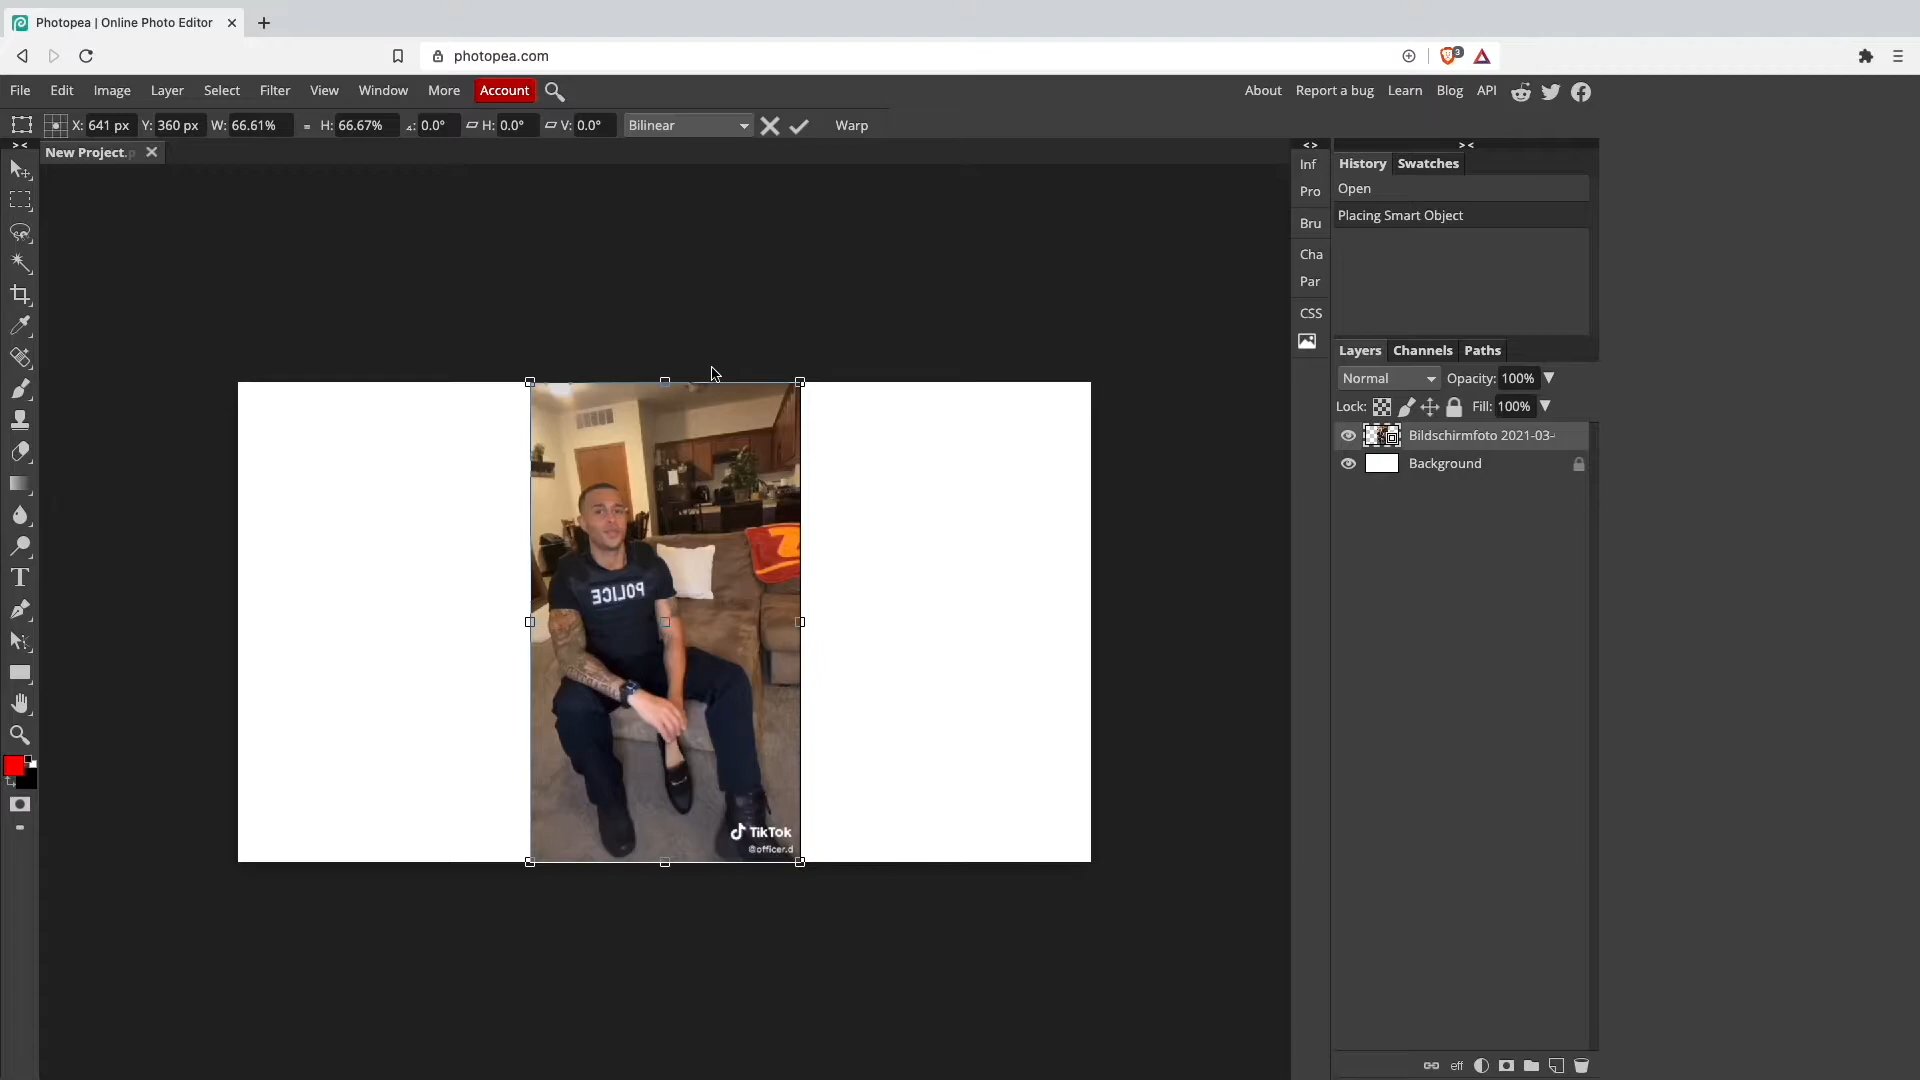 Photopea | Online Photo Editor
photopea.com
3
File Edit Image Layer Select Filter View Window More Account
About Report a bug Learn Blog API
X: 641 px Y: 360 px W: 66.61% = H: 66.67% 0.0° H: 0.0° V: 0.0° Bilinear Warp
New Project.p
Inf
Pro
Bru
Cha
Par
CSS
History Swatches
Open
Placing Smart Object
Layers Channels Paths
Normal Opacity: 100%
Lock: Fill: 100%
Bildschirmfoto 2021-03-
Background
POLICE
TikTok
@officer.d
T
eff